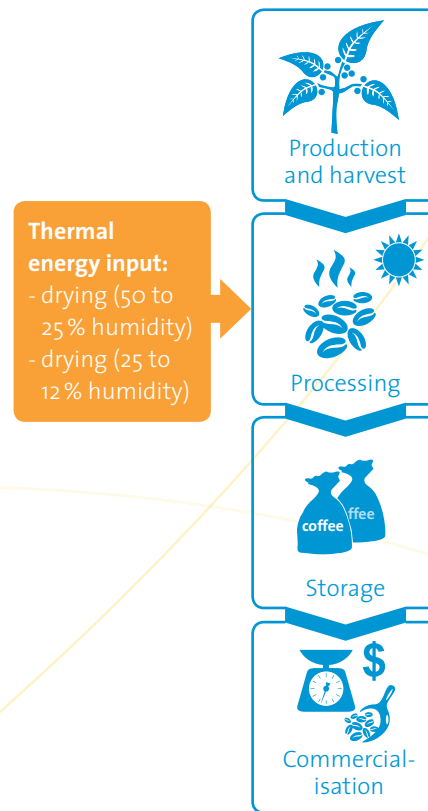 Production
and harvest
Thermal
energy input:
- drying (50 to
25 % humidity)
- drying (25 to
12 % humidity)
Processing
coffee
ffee
Storage
$
Commercial-
isation